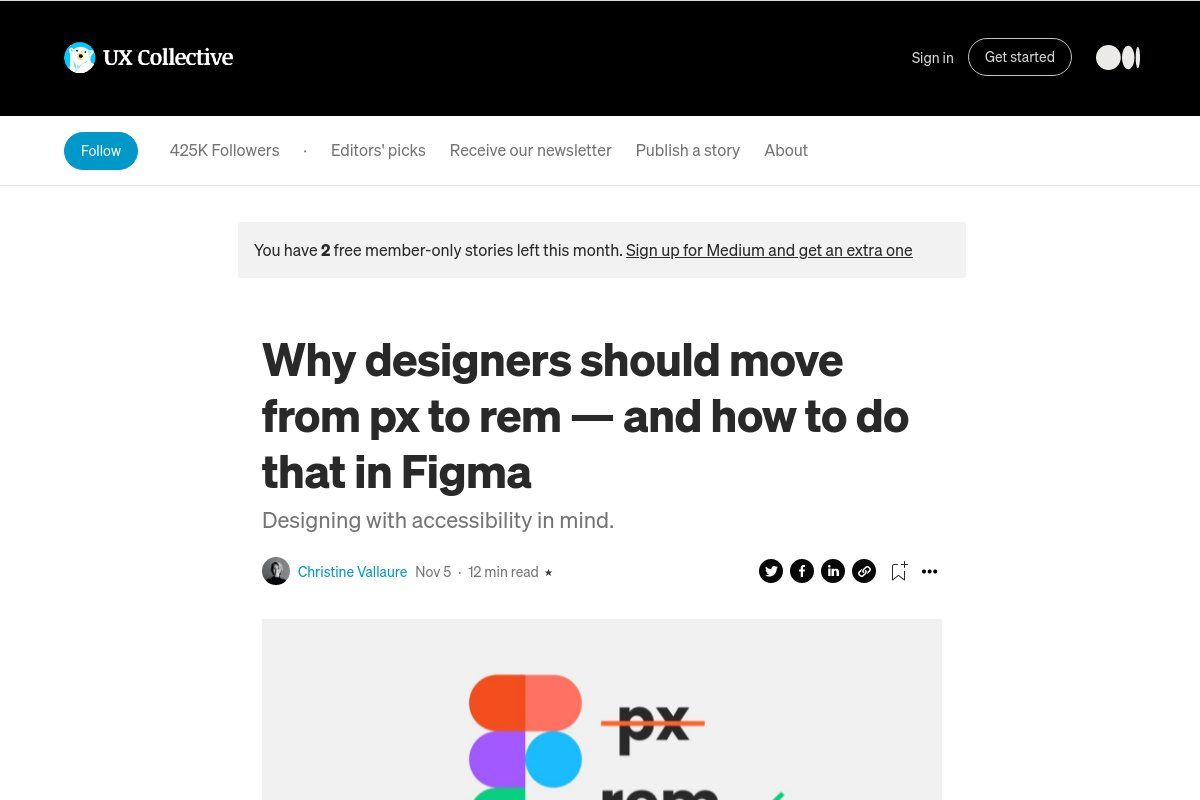 UX Collective
Sign in
Get started
Follow
425K Followers
·
Editors' picks
Receive our newsletter
Publish a story
About
You have 2 free member-only stories left this month. Sign up for Medium and get an extra one
Why designers should move
from px to rem — and how to do
that in Figma
Designing with accessibility in mind.
Christine Vallaure Nov 5 · 12 min read ★
px
rem